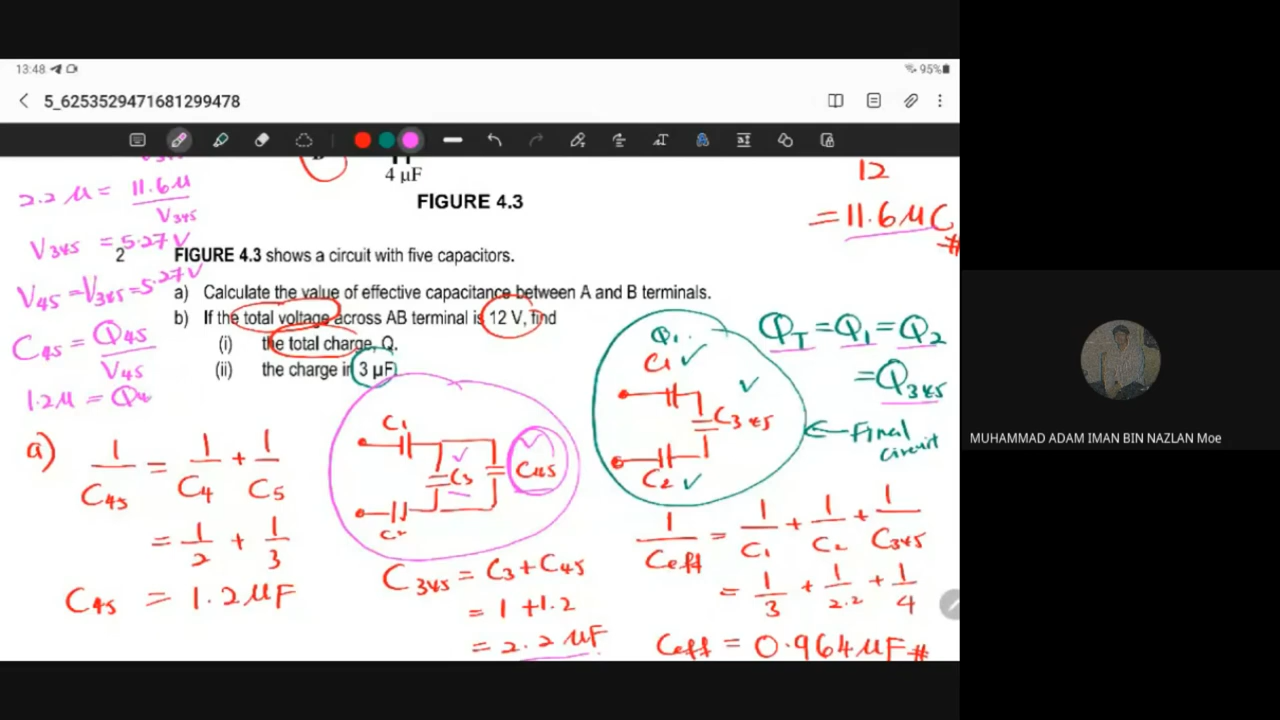 13:48
95%
5_6253529471681299478
4 µF
FIGURE 4.3
12
= 11.6 µC #
2.2 µ = 11.6 µ / V345
V345 = 5.27 V
V45 = V345 = 5.27 V
C45 = Q45 / V45
1.2 µ = Q4
2 FIGURE 4.3 shows a circuit with five capacitors.
a) Calculate the value of effective capacitance between A and B terminals.
b) If the total voltage across AB terminal is 12 V, find
(i) the total charge, Q.
(ii) the charge in 3 µF.
QT = Q1 = Q2
= Q345
Q1
C1
C345
C2
← Final circuit
C1
C3
C45
a) 1/C45 = 1/C4 + 1/C5
= 1/2 + 1/3
C45 = 1.2 µF
C345 = C3 + C45
= 1 + 1.2
= 2.2 µF
1/Ceff = 1/C1 + 1/C2 + 1/C345
= 1/3 + 1/2.2 + 1/4
Ceff = 0.964 µF #
MUHAMMAD ADAM IMAN BIN NAZLAN Moe